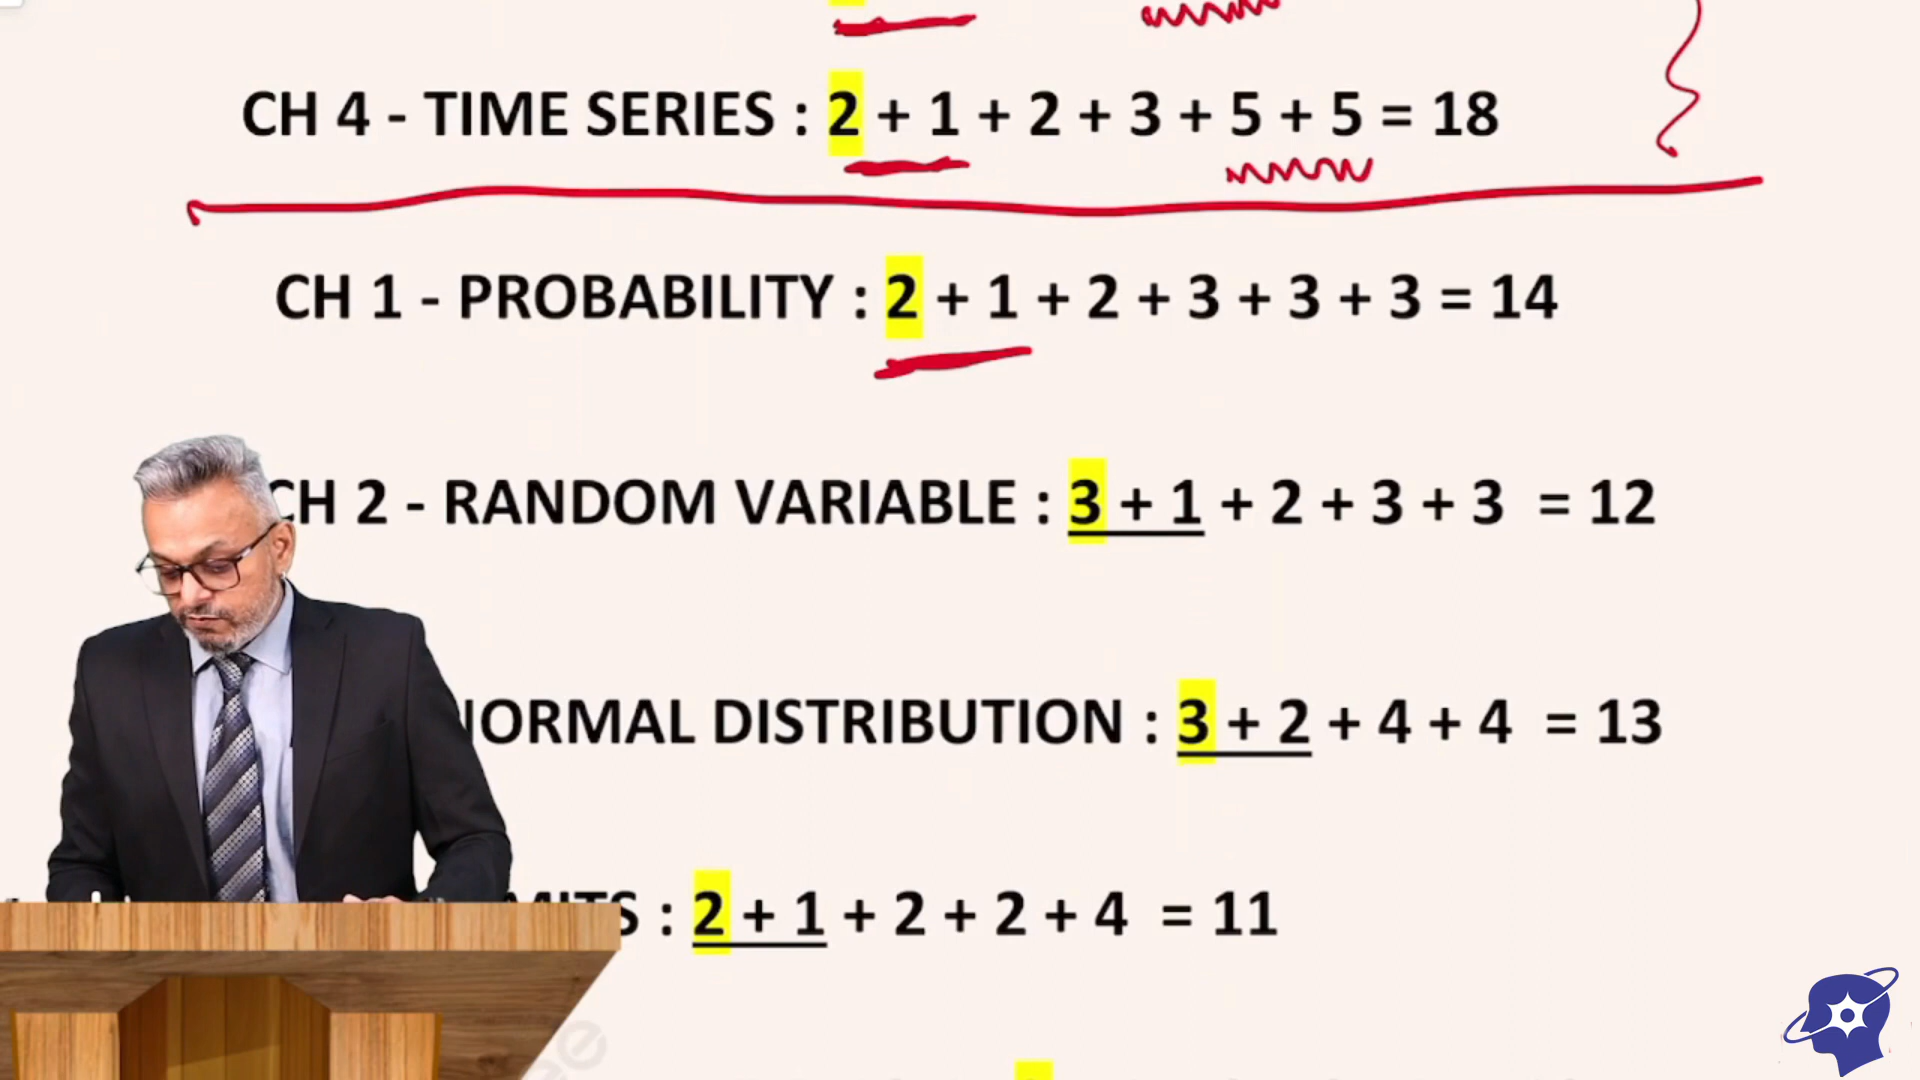 CH 4 - TIME SERIES : 2 + 1 + 2 + 3 + 5 + 5 = 18
CH 1 - PROBABILITY : 2 + 1 + 2 + 3 + 3 + 3 = 14
CH 2 - RANDOM VARIABLE : 3 + 1 + 2 + 3 + 3 = 12
NORMAL DISTRIBUTION : 3 + 2 + 4 + 4 = 13
: 2 + 1 + 2 + 2 + 4 = 11